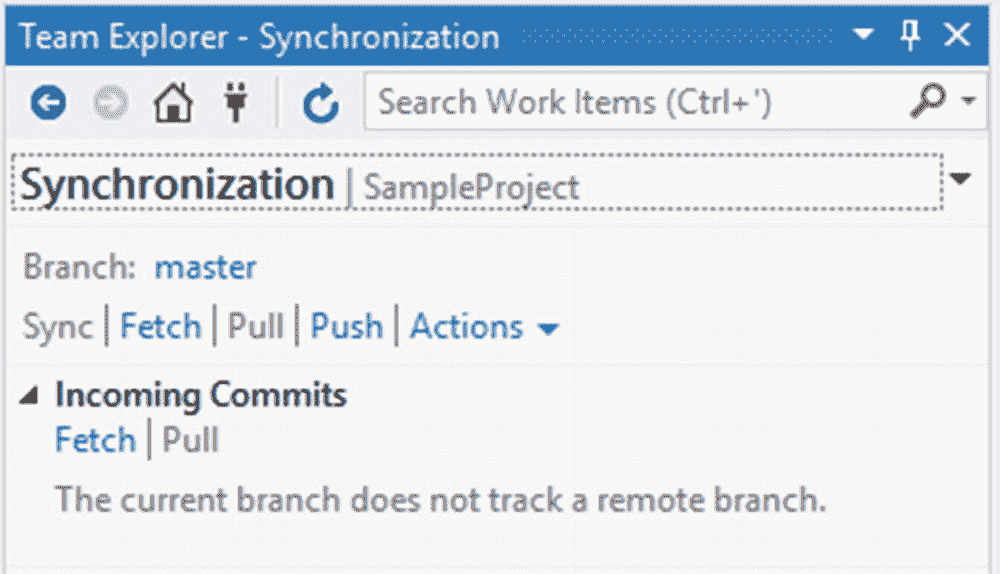 Team Explorer - Synchronization
Search Work Items (Ctrl+')
Synchronization | SampleProject
Branch: master
Sync | Fetch | Pull | Push | Actions
Incoming Commits
Fetch | Pull
The current branch does not track a remote branch.